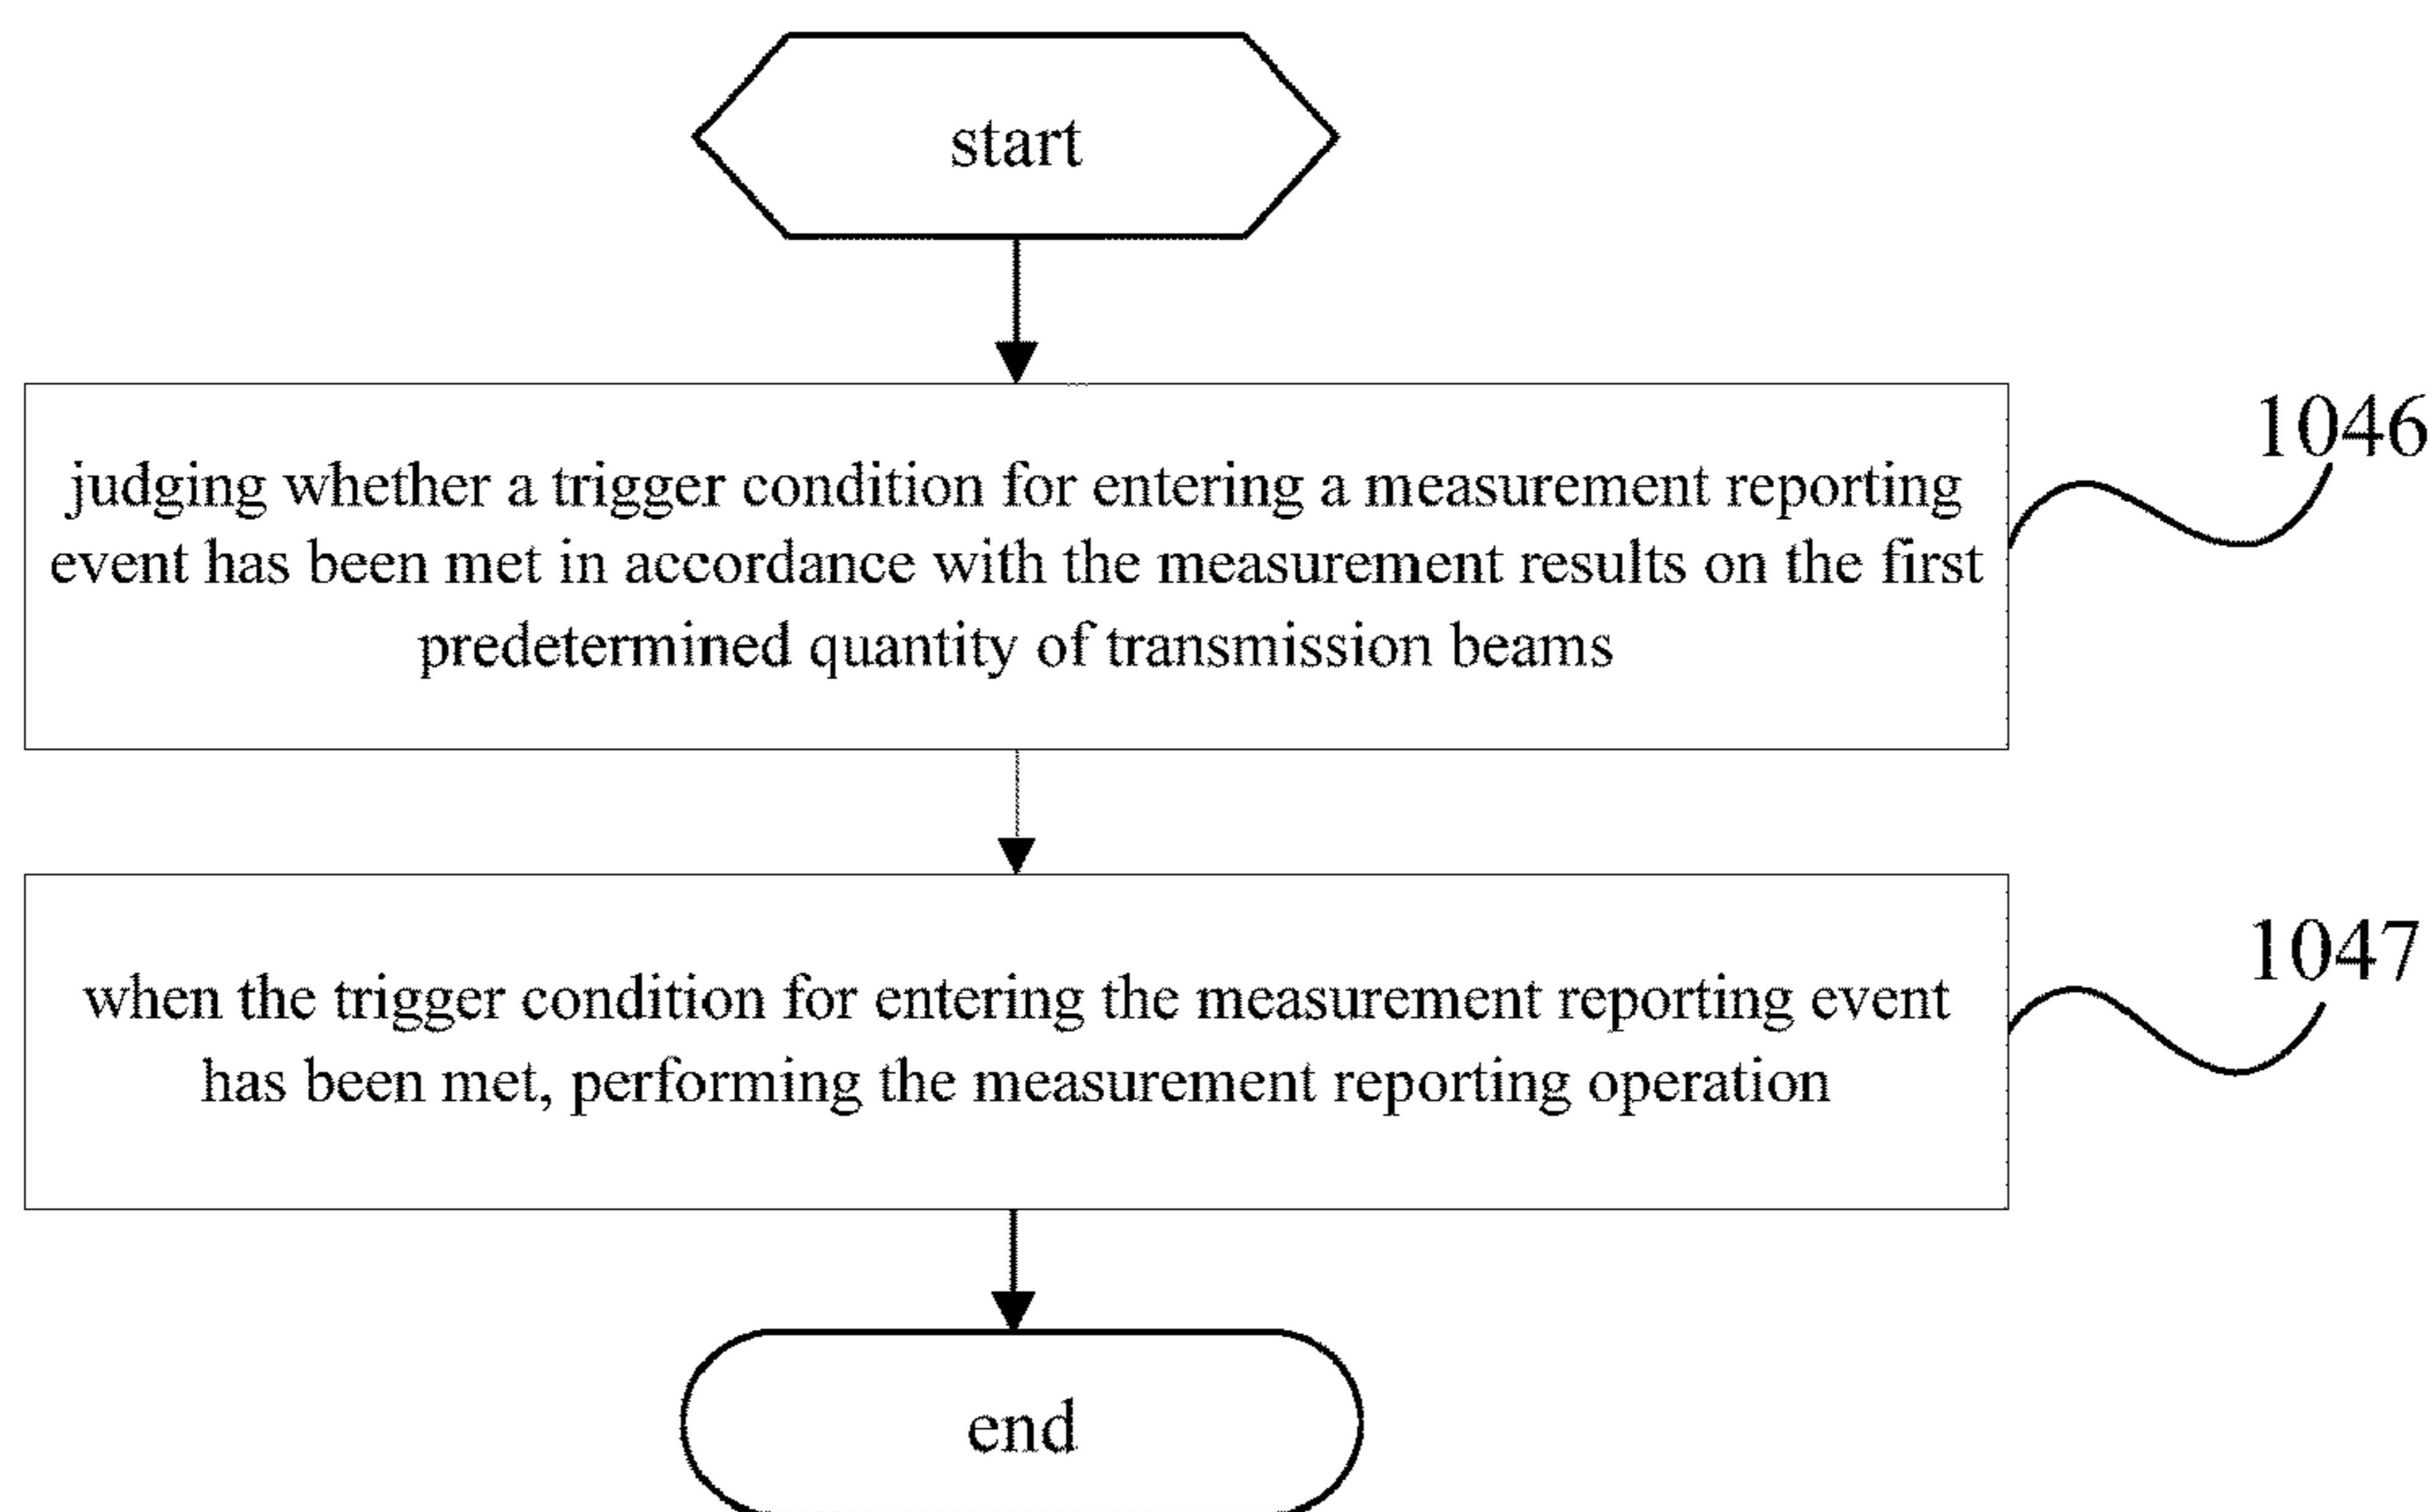 start
1046
judging whether a trigger condition for entering a measurement reporting
event has been met in accordance with the measurement results on the first
predetermined quantity of transmission beams
1047
when the trigger condition for entering the measurement reporting event
has been met, performing the measurement reporting operation
end